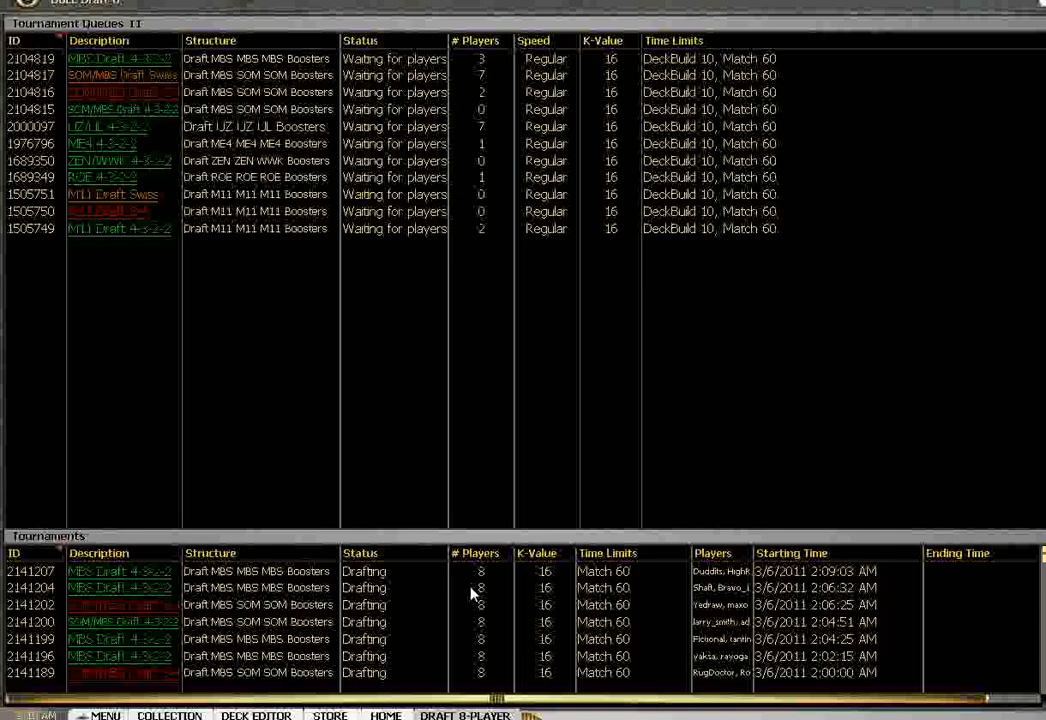 Tournament Queues II
ID Description Structure Status # Players Speed K-Value Time Limits
2104819 MBS Draft 4-3-2-2 Draft MBS MBS MBS Boosters Waiting for players 3 Regular 16 DeckBuild 10, Match 60
2104817 SOM/MBS Draft Swiss Draft MBS SOM SOM Boosters Waiting for players 7 Regular 16 DeckBuild 10, Match 60
2104816 Draft MBS SOM SOM Boosters Waiting for players 2 Regular 16 DeckBuild 10, Match 60
2104815 SOM/MBS Draft 4-3-2-2 Draft MBS SOM SOM Boosters Waiting for players 0 Regular 16 DeckBuild 10, Match 60
2000097 UZ/UL 4-3-2-2 Draft UZ UZ UL Boosters Waiting for players 7 Regular 16 DeckBuild 10, Match 60
1976796 ME4 4-3-2-2 Draft ME4 ME4 ME4 Boosters Waiting for players 1 Regular 16 DeckBuild 10, Match 60
1689350 ZEN/WWK 4-3-2-2 Draft ZEN ZEN WWK Boosters Waiting for players 0 Regular 16 DeckBuild 10, Match 60
1689349 ROE 4-3-2-2 Draft ROE ROE ROE Boosters Waiting for players 1 Regular 16 DeckBuild 10, Match 60
1505751 M11 Draft Swiss Draft M11 M11 M11 Boosters Waiting for players 0 Regular 16 DeckBuild 10, Match 60
1505750 Draft M11 M11 M11 Boosters Waiting for players 0 Regular 16 DeckBuild 10, Match 60
1505749 M11 Draft 4-3-2-2 Draft M11 M11 M11 Boosters Waiting for players 2 Regular 16 DeckBuild 10, Match 60
Tournaments
ID Description Structure Status # Players K-Value Time Limits Players Starting Time Ending Time
2141207 MBS Draft 4-3-2-2 Draft MBS MBS MBS Boosters Drafting 8 16 Match 60 Duddits, HighR 3/6/2011 2:09:03 AM
2141204 MBS Draft 4-3-2-2 Draft MBS MBS MBS Boosters Drafting 8 16 Match 60 Shaft, Bravo_ 3/6/2011 2:06:32 AM
2141202 Draft MBS SOM SOM Boosters Drafting 8 16 Match 60 Yedraw, maxo 3/6/2011 2:06:25 AM
2141200 SOM/MBS Draft 4-3-2-2 Draft MBS SOM SOM Boosters Drafting 8 16 Match 60 larry_smith, ad 3/6/2011 2:04:51 AM
2141199 MBS Draft 4-3-2-2 Draft MBS MBS MBS Boosters Drafting 8 16 Match 60 Fictional, tantin 3/6/2011 2:04:25 AM
2141196 MBS Draft 4-3-2-2 Draft MBS MBS MBS Boosters Drafting 8 16 Match 60 yaksa, rayoga 3/6/2011 2:02:15 AM
2141189 Draft MBS SOM SOM Boosters Drafting 8 16 Match 60 RugDoctor, Ro 3/6/2011 2:00:00 AM
MENU COLLECTION DECK EDITOR STORE HOME DRAFT 8-PLAYER